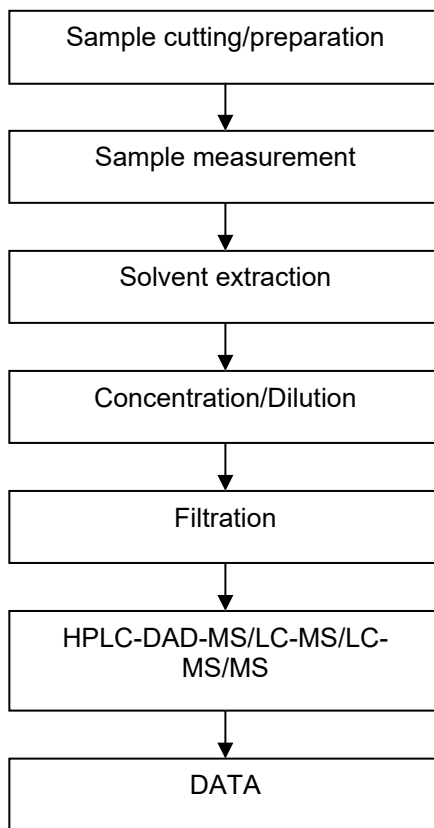 Sample cutting/preparation
Sample measurement
Solvent extraction
Concentration/Dilution
Filtration
HPLC-DAD-MS/LC-MS/LC-
MS/MS
DATA